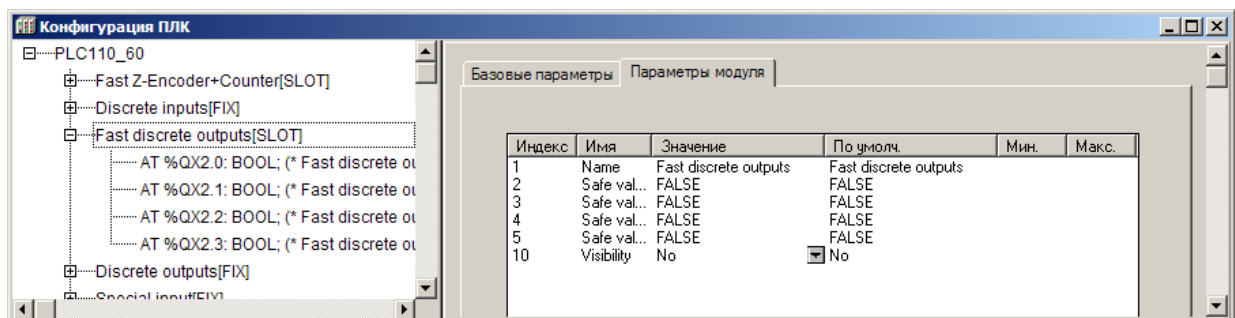 Конфигурация ПЛК
PLC110_60
Fast Z-Encoder+Counter[SLOT]
Discrete inputs[FIX]
Fast discrete outputs[SLOT]
AT %QX2.0: BOOL; (* Fast discrete ou
AT %QX2.1: BOOL; (* Fast discrete ou
AT %QX2.2: BOOL; (* Fast discrete ou
AT %QX2.3: BOOL; (* Fast discrete ou
Discrete outputs[FIX]
Special input[FIX]
Базовые параметры Параметры модуля
Индекс Имя Значение По умолч. Мин. Макс.
1 Name Fast discrete outputs Fast discrete outputs
2 Safe val... FALSE FALSE
3 Safe val... FALSE FALSE
4 Safe val... FALSE FALSE
5 Safe val... FALSE FALSE
10 Visibility No No